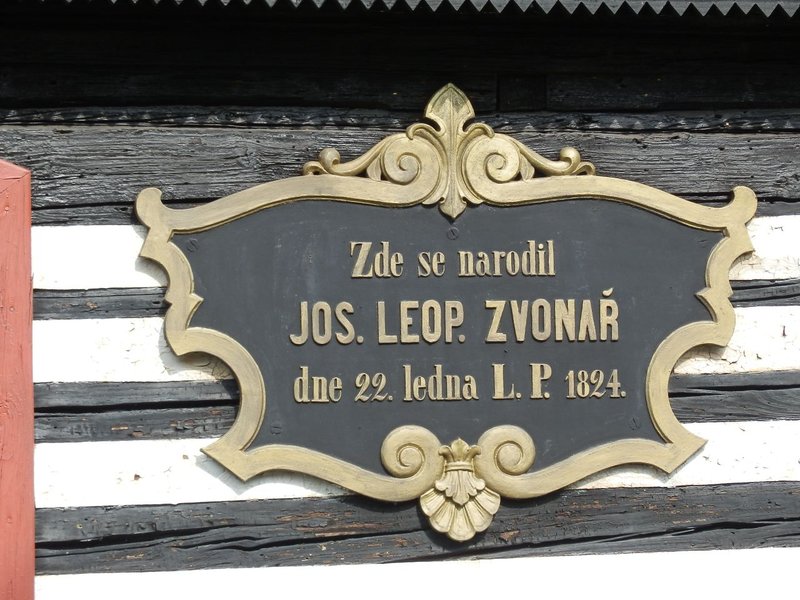 Zde se narodil
JOS. LEOP. ZVONAŘ
dne 22. ledna L. P. 1824.